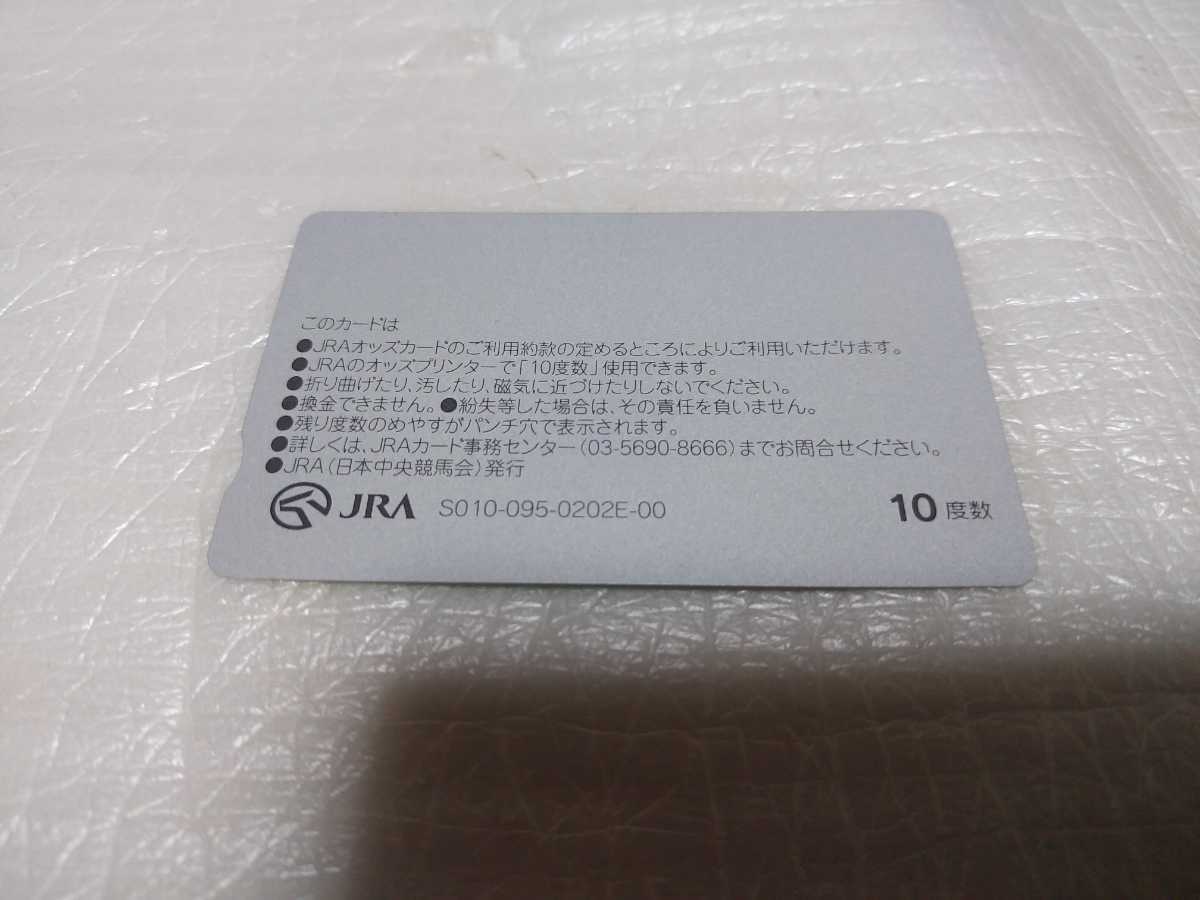 このカードは
●JRAオッズカードのご利用約款の定めるところによりご利用いただけます。
●JRAのオッズプリンターで「10度数」使用できます。
●折り曲げたり、汚したり、磁気に近づけたりしないでください。
●換金できません。●紛失等した場合は、その責任を負いません。
●残り度数のめやすがパンチ穴で表示されます。
●詳しくは、JRAカード事務センター(03-5690-8666)までお問合せください。
●JRA(日本中央競馬会)発行
JRA S010-095-0202E-00 10度数